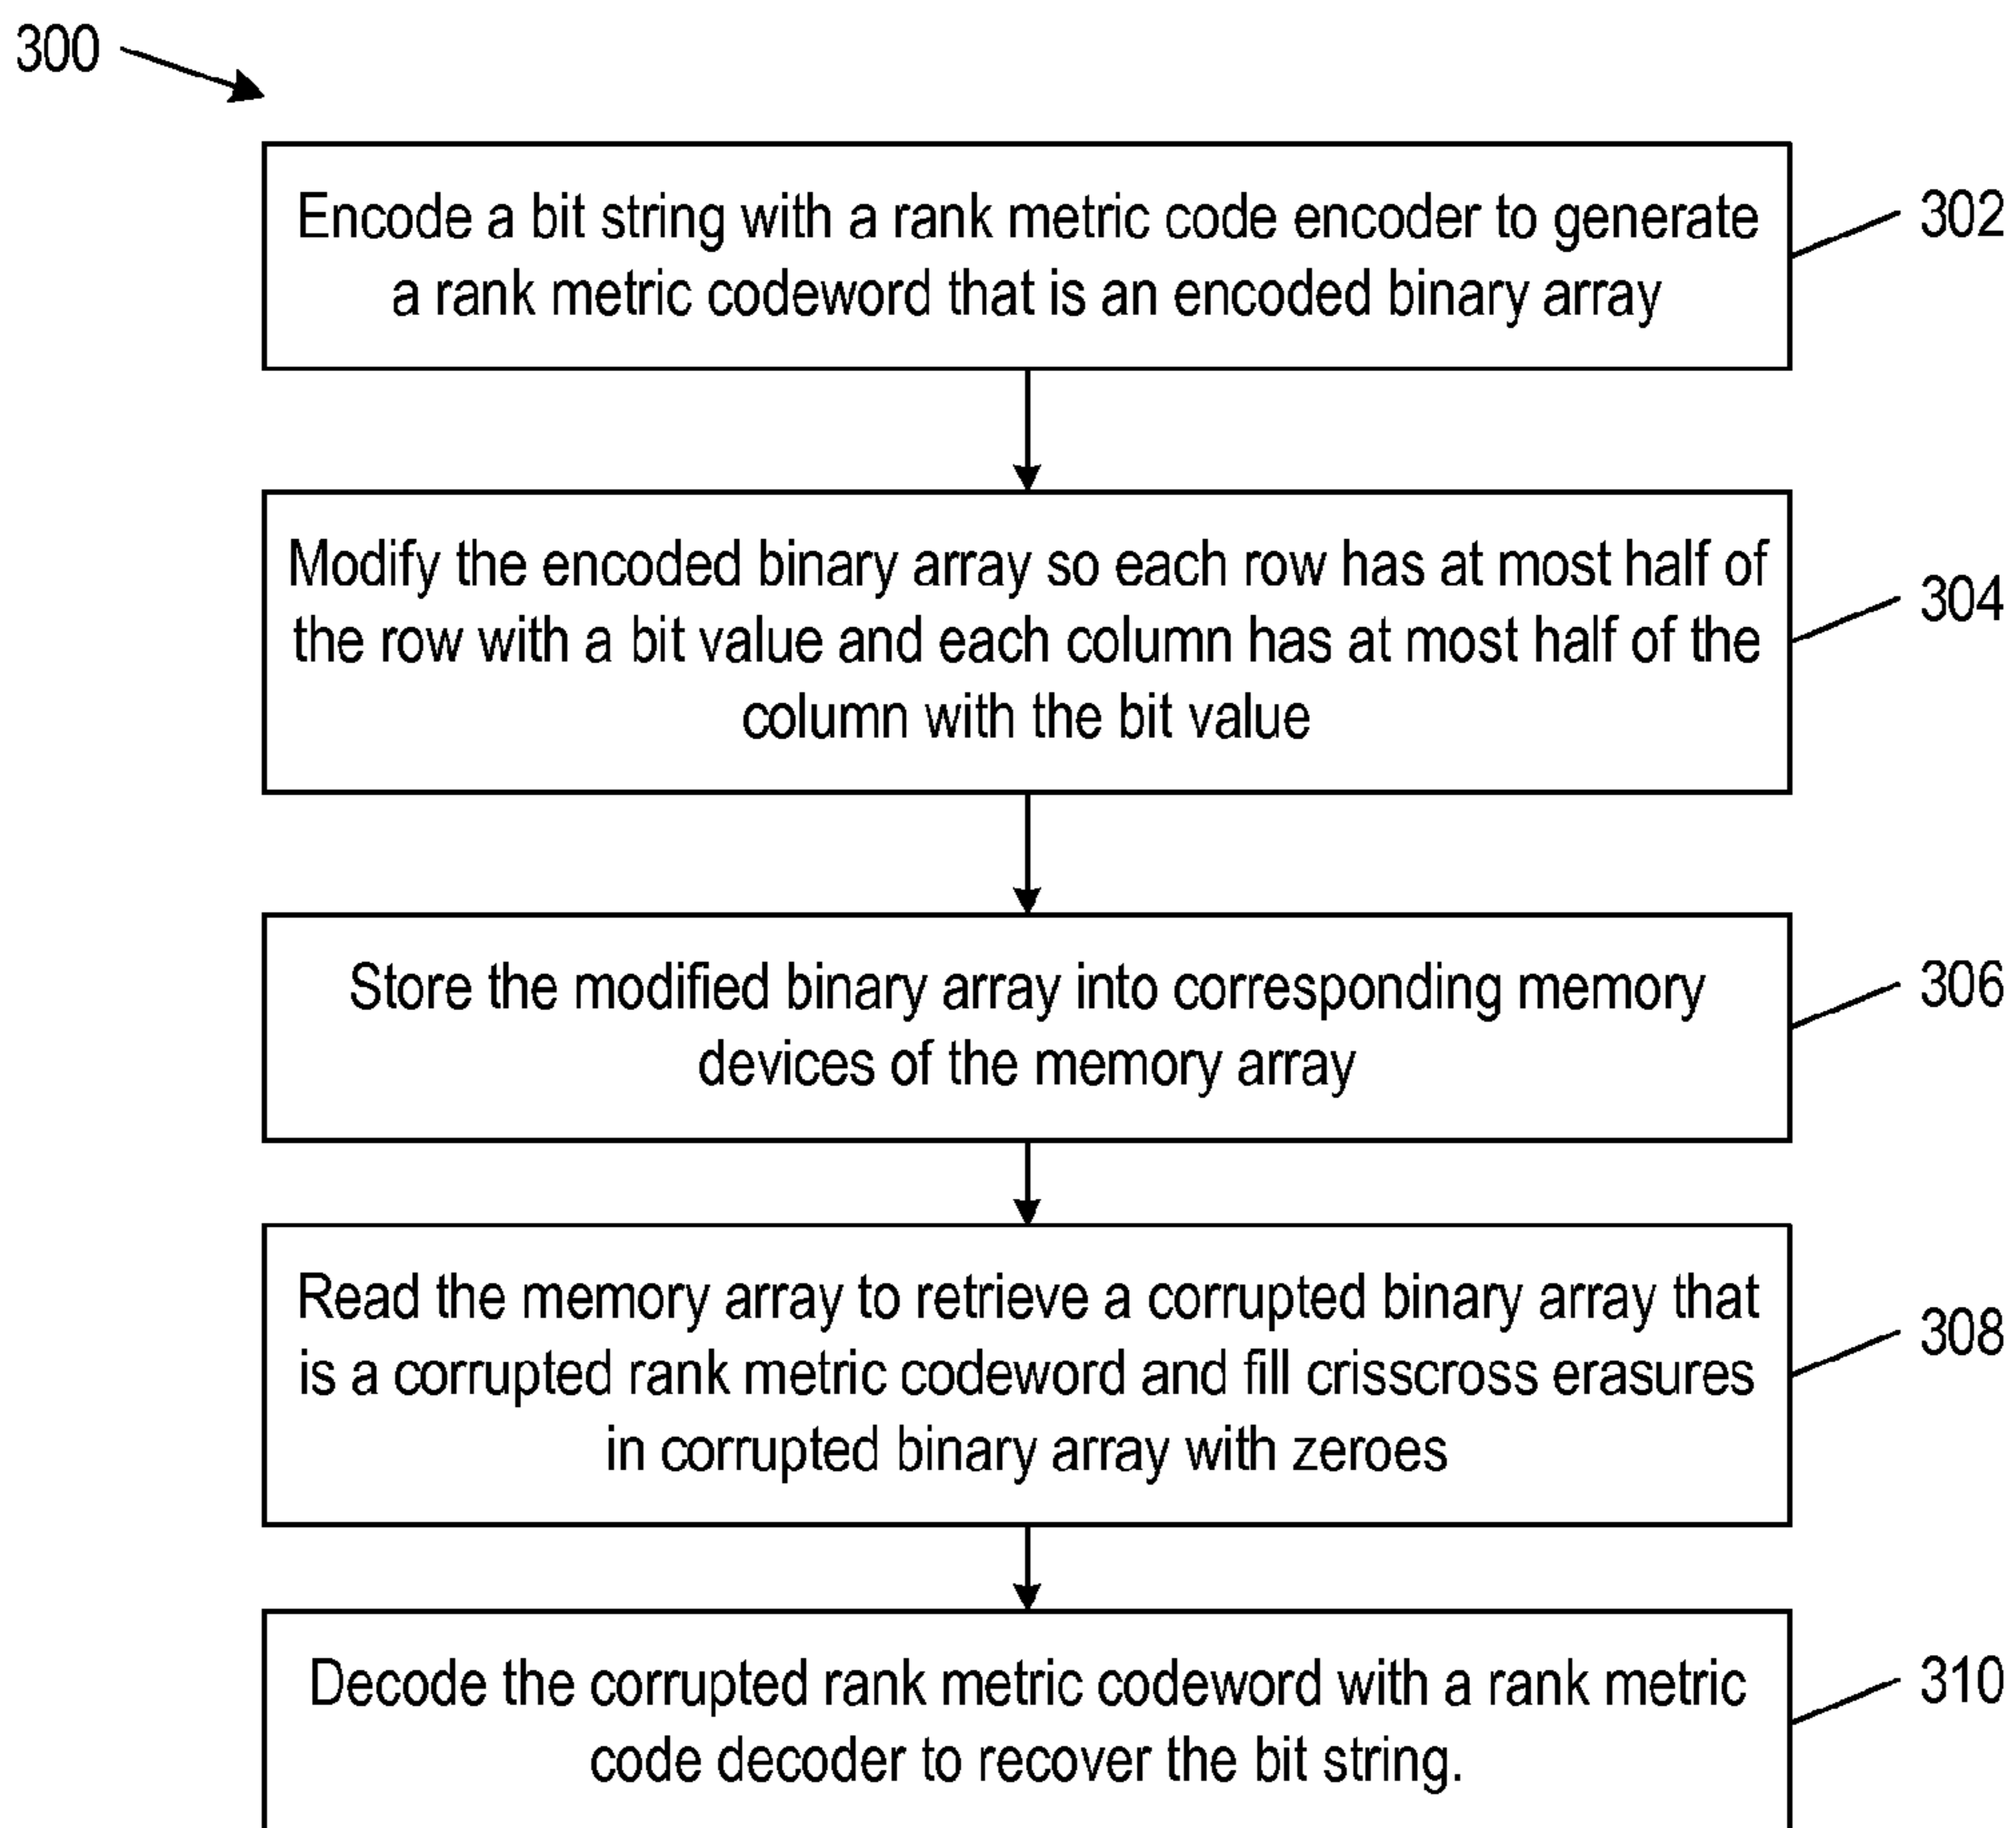 300
Encode a bit string with a rank metric code encoder to generate
a rank metric codeword that is an encoded binary array
302
Modify the encoded binary array so each row has at most half of
the row with a bit value and each column has at most half of the
column with the bit value
304
Store the modified binary array into corresponding memory
devices of the memory array
306
Read the memory array to retrieve a corrupted binary array that
is a corrupted rank metric codeword and fill crisscross erasures
in corrupted binary array with zeroes
308
Decode the corrupted rank metric codeword with a rank metric
code decoder to recover the bit string.
310